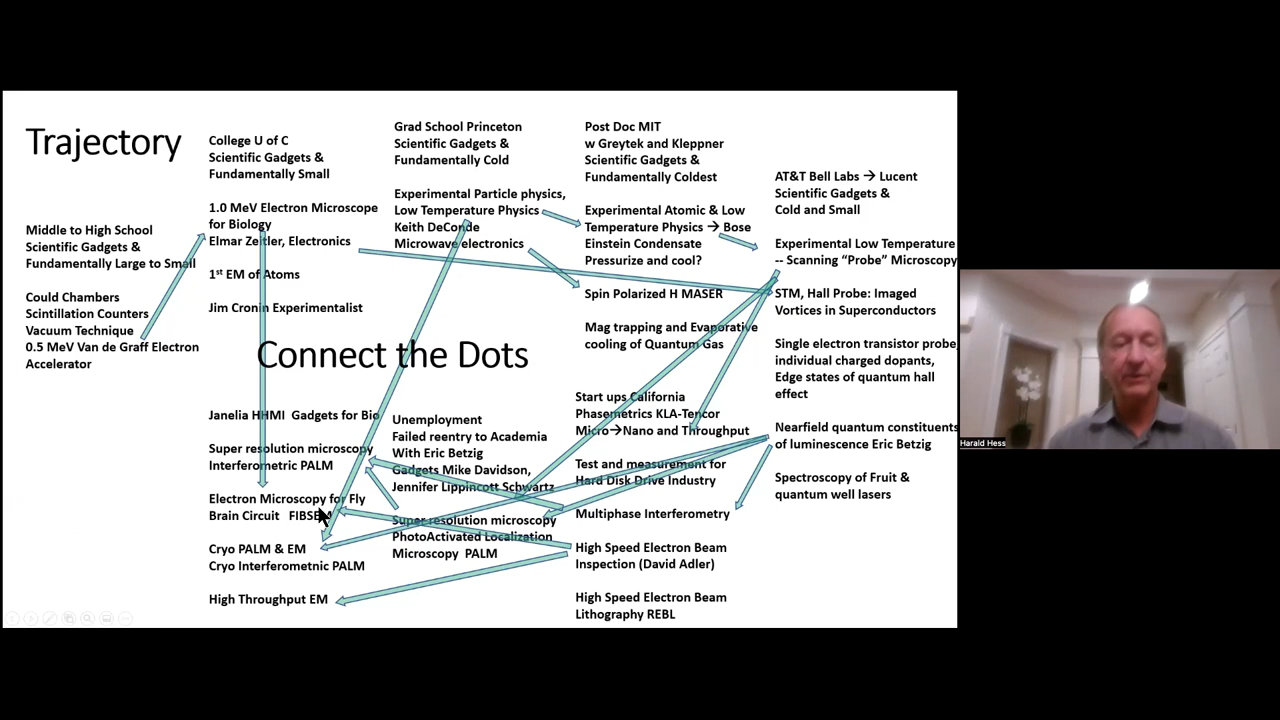 Trajectory
Middle to High School
Scientific Gadgets &
Fundamentally Large to Small
Could Chambers
Scintillation Counters
Vacuum Technique
0.5 MeV Van de Graff Electron
Accelerator
College U of C
Scientific Gadgets &
Fundamentally Small
1.0 MeV Electron Microscope
for Biology
Elmar Zeitler, Electronics
1st EM of Atoms
Jim Cronin Experimentalist
Grad School Princeton
Scientific Gadgets &
Fundamentally Cold
Experimental Particle physics,
Low Temperature Physics
Keith DeConde
Microwave electronics
Post Doc MIT
w Greytek and Kleppner
Scientific Gadgets &
Fundamentally Coldest
Experimental Atomic & Low
Temperature Physics → Bose
Einstein Condensate
Pressurize and cool?
Spin Polarized H MASER
Mag trapping and Evaporative
cooling of Quantum Gas
AT&T Bell Labs → Lucent
Scientific Gadgets &
Cold and Small
Experimental Low Temperature
-- Scanning “Probe” Microscopy
STM, Hall Probe: Imaged
Vortices in Superconductors
Single electron transistor probe,
individual charged dopants,
Edge states of quantum hall
effect
Nearfield quantum constituents
of luminescence Eric Betzig
Spectroscopy of Fruit &
quantum well lasers
Connect the Dots
Janelia HHMI Gadgets for Bio
Super resolution microscopy
Interferometric PALM
Electron Microscopy for Fly
Brain Circuit
Cryo PALM & EM
Cryo Interferometnic PALM
High Throughput EM
Unemployment
Failed reentry to Academia
With Eric Betzig
Gadgets Mike Davidson,
Jennifer Lippincott Schwartz
Super resolution microscopy
PhotoActivated Localization
Microscopy PALM
Start ups California
Phasemetrics KLA-Tencor
Micro→Nano and Throughput
Test and measurement for
Hard Disk Drive Industry
Multiphase Interferometry
High Speed Electron Beam
Inspection (David Adler)
High Speed Electron Beam
Lithography REBL
Harald Hess